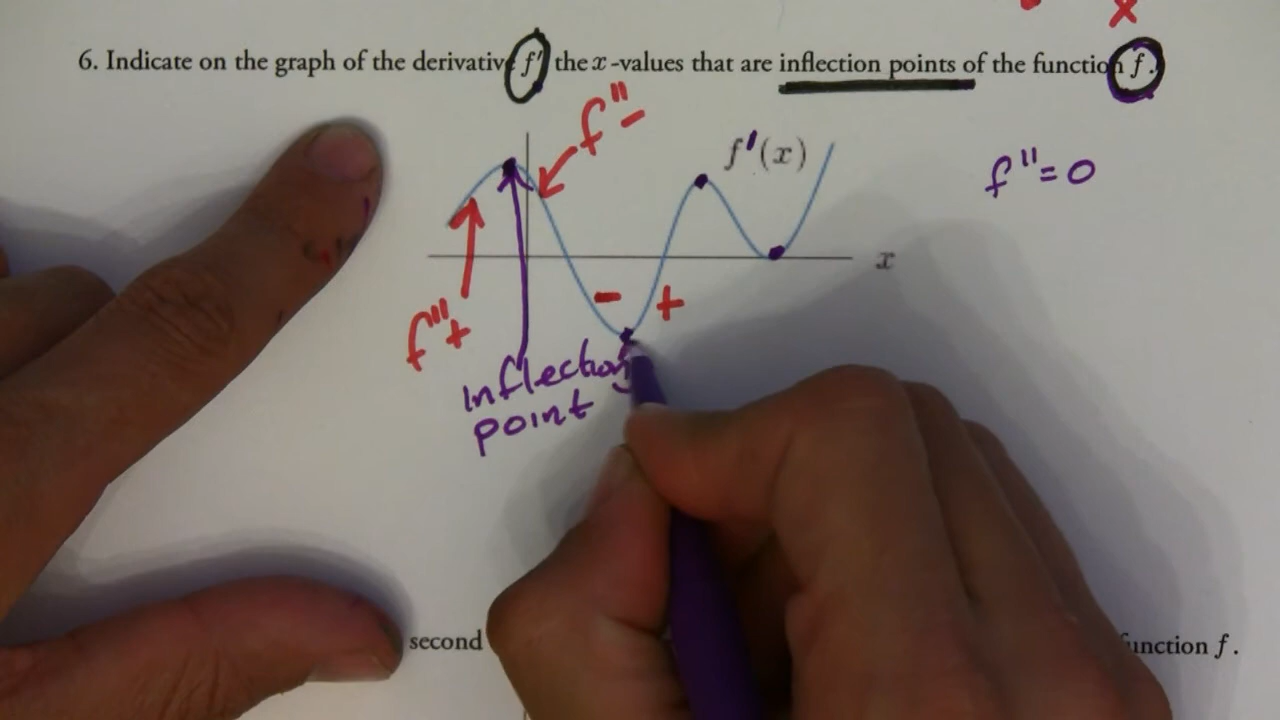 6. Indicate on the graph of the derivative f' the x-values that are inflection points of the function f.
f'' -
f'(x)
f'' = 0
x
- +
f'' +
Inflection
point
second
function f.